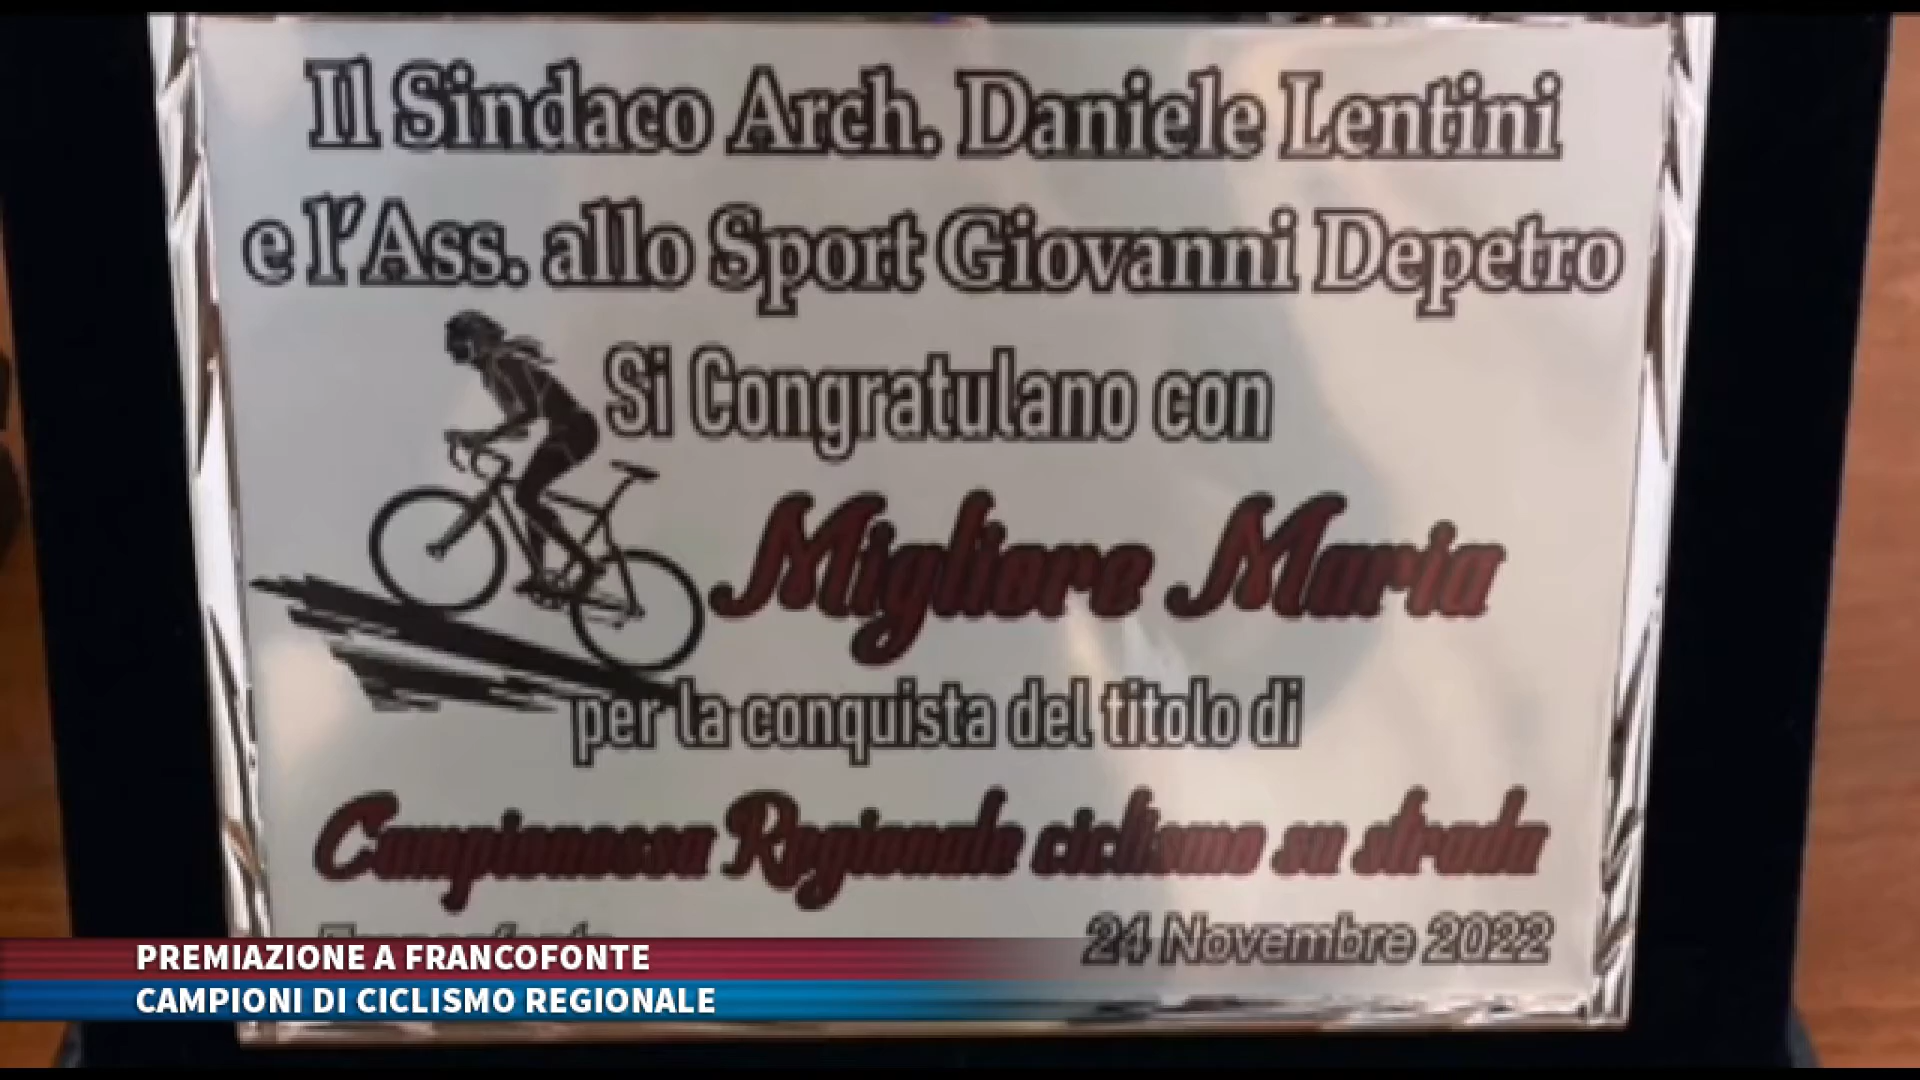 Il Sindaco Arch. Daniele Lentini
e l'Ass. allo Sport Giovanni Depetro
Si Congratulano con
Migliore Maria
per la conquista del titolo di
Campionessa Regionale ciclismo su strada
Francofonte 24 Novembre 2022
PREMIAZIONE A FRANCOFONTE
CAMPIONI DI CICLISMO REGIONALE